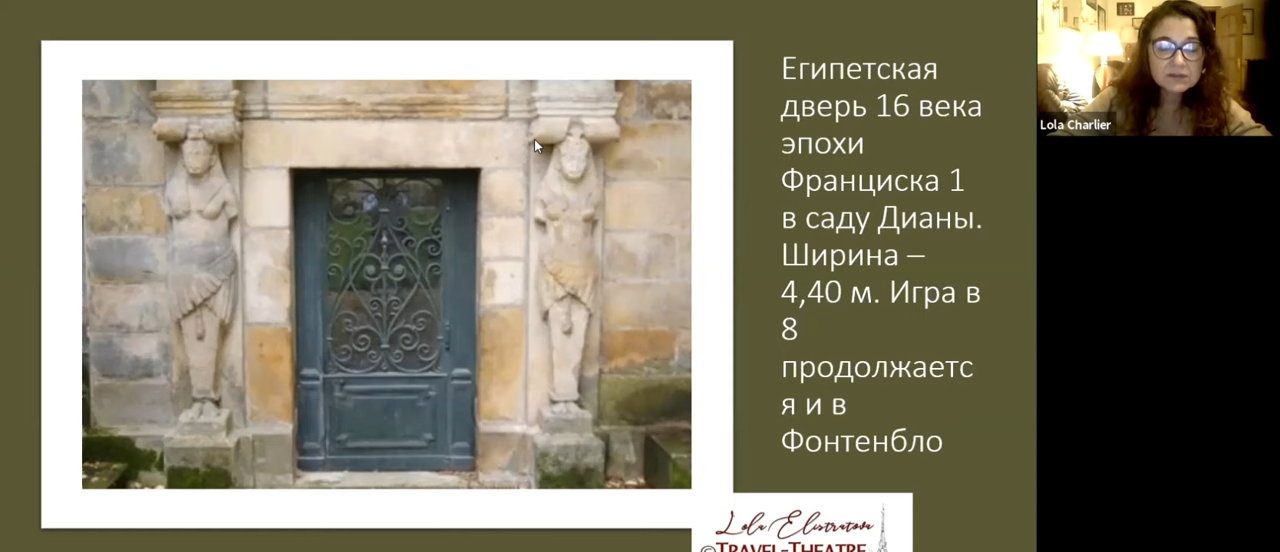 Египетская
дверь 16 века
эпохи
Франциска 1
в саду Дианы.
Ширина –
4,40 м. Игра в
8
продолжаетс
я и в
Фонтенбло
Lola Charlier
Lola Elistratova
©TRAVEL-THEATRE